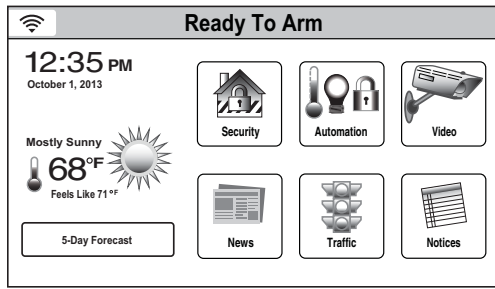 Ready To Arm
12:35 PM
October 1, 2013
Mostly Sunny
68°F
Feels Like 71°F
5-Day Forecast
Security
Automation
Video
News
Traffic
Notices